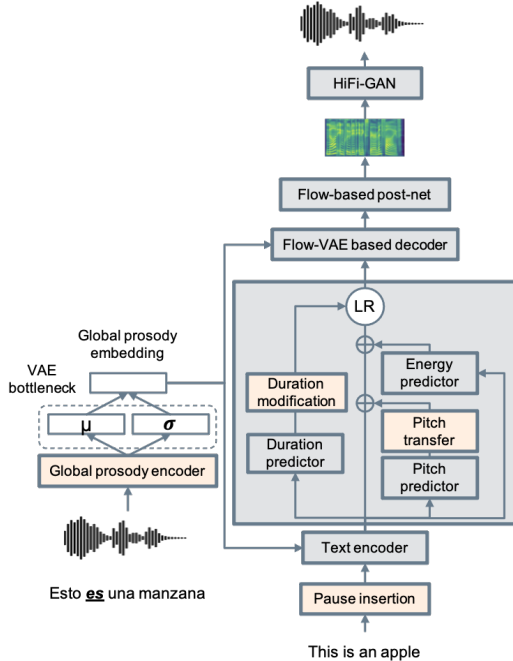 HiFi-GAN
Flow-based post-net
Flow-VAE based decoder
LR
Global prosody
embedding
VAE
bottleneck
Energy
predictor
Duration
modification
Pitch
transfer
μ
σ
Duration
predictor
Pitch
predictor
Global prosody encoder
Text encoder
Esto es una manzana
Pause insertion
This is an apple